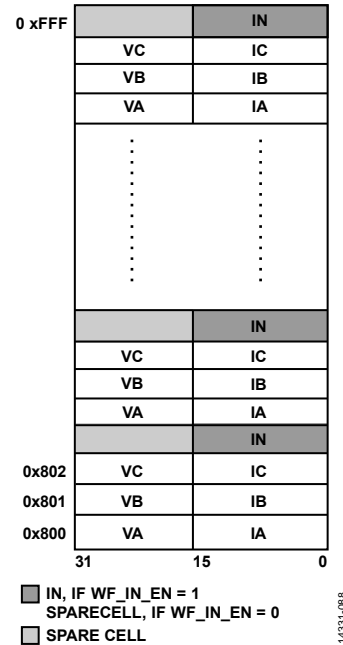 0 xFFF IN
VC IC
VB IB
VA IA
IN
VC IC
VB IB
VA IA
IN
0x802 VC IC
0x801 VB IB
0x800 VA IA
31 15 0
IN, IF WF_IN_EN = 1
SPARECELL, IF WF_IN_EN = 0
SPARE CELL
14331-088